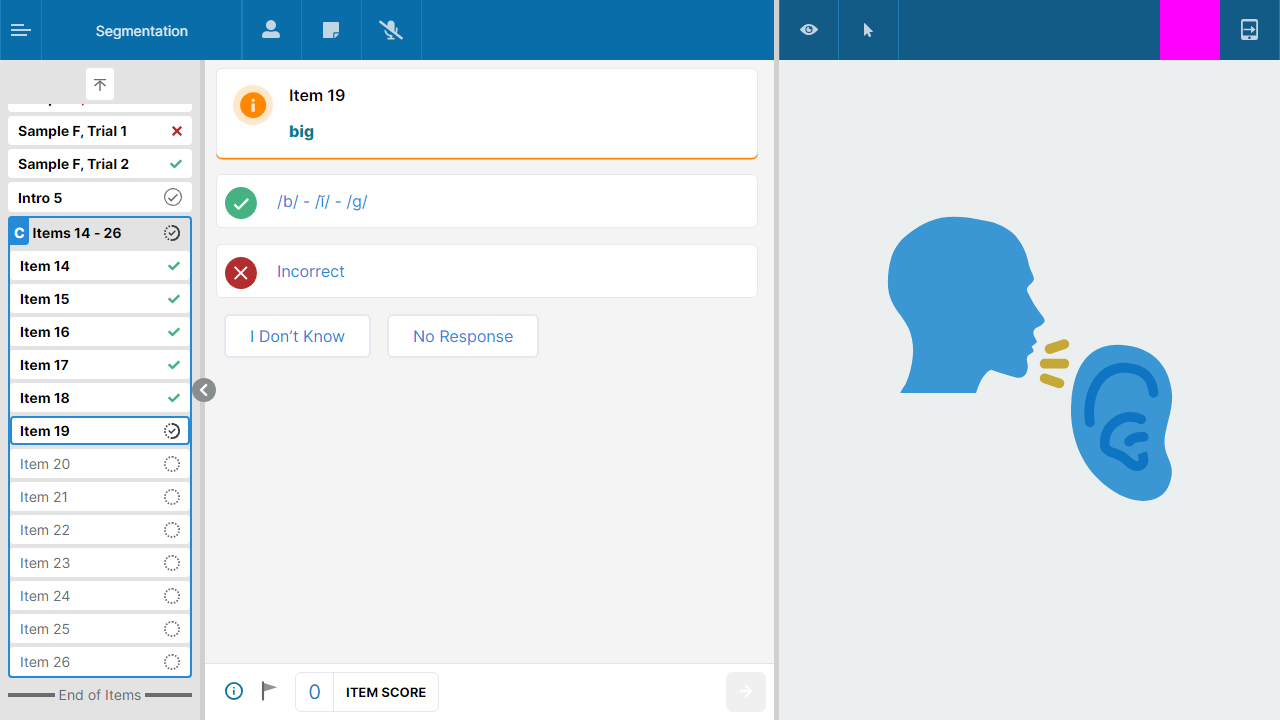 Segmentation
Sample F, Trial 1
Sample F, Trial 2
Intro 5
C Items 14 - 26
Item 14
Item 15
Item 16
Item 17
Item 18
Item 19
Item 20
Item 21
Item 22
Item 23
Item 24
Item 25
Item 26
End of Items
Item 19
big
/b/ - /ĭ/ - /g/
Incorrect
I Don’t Know
No Response
0 ITEM SCORE